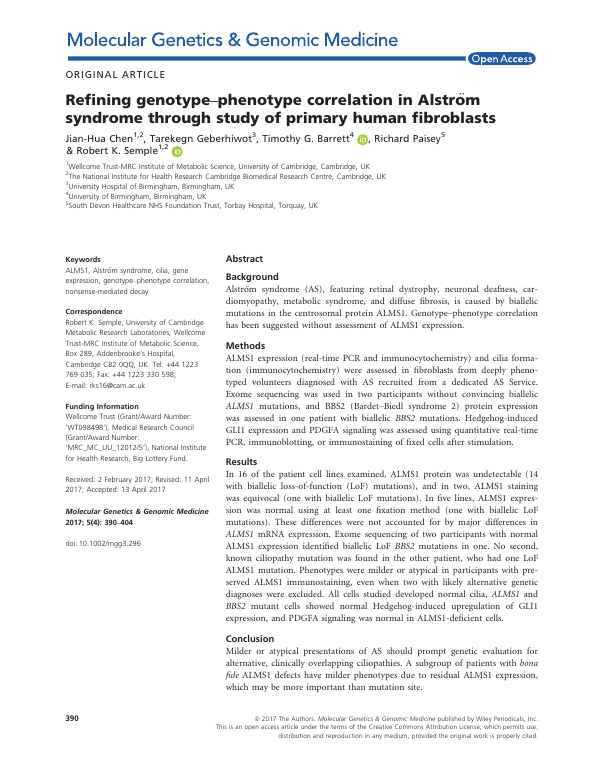 Molecular Genetics & Genomic Medicine
Open Access
ORIGINAL ARTICLE
Refining genotype–phenotype correlation in Alström
syndrome through study of primary human fibroblasts
Jian-Hua Chen1,2, Tarekegn Geberhiwot3, Timothy G. Barrett4, Richard Paisey5
& Robert K. Semple1,2
1Wellcome Trust-MRC Institute of Metabolic Science, University of Cambridge, Cambridge, UK
2The National Institute for Health Research Cambridge Biomedical Research Centre, Cambridge, UK
3University Hospital of Birmingham, Birmingham, UK
4University of Birmingham, Birmingham, UK
5South Devon Healthcare NHS Foundation Trust, Torbay Hospital, Torquay, UK
Keywords
ALMS1, Alström syndrome, cilia, gene
expression, genotype–phenotype correlation,
nonsense-mediated decay
Correspondence
Robert K. Semple, University of Cambridge
Metabolic Research Laboratories, Wellcome
Trust-MRC Institute of Metabolic Science,
Box 289, Addenbrooke's Hospital,
Cambridge CB2 0QQ, UK. Tel: +44 1223
769 035; Fax: +44 1223 330 598;
E-mail: rks16@cam.ac.uk
Funding Information
Wellcome Trust (Grant/Award Number:
'WT098498'), Medical Research Council
(Grant/Award Number:
'MRC_MC_UU_12012/5'), National Institute
for Health Research, Big Lottery Fund.
Received: 2 February 2017; Revised: 11 April
2017; Accepted: 13 April 2017
Molecular Genetics & Genomic Medicine
2017; 5(4): 390–404
doi: 10.1002/mgg3.296
Abstract
Background
Alström syndrome (AS), featuring retinal dystrophy, neuronal deafness, car-
diomyopathy, metabolic syndrome, and diffuse fibrosis, is caused by biallelic
mutations in the centrosomal protein ALMS1. Genotype–phenotype correlation
has been suggested without assessment of ALMS1 expression.
Methods
ALMS1 expression (real-time PCR and immunocytochemistry) and cilia forma-
tion (immunocytochemistry) were assessed in fibroblasts from deeply pheno-
typed volunteers diagnosed with AS recruited from a dedicated AS Service.
Exome sequencing was used in two participants without convincing biallelic
ALMS1 mutations, and BBS2 (Bardet–Biedl syndrome 2) protein expression
was assessed in one patient with biallelic BBS2 mutations. Hedgehog-induced
GLI1 expression and PDGFA signaling was assessed using quantitative real-time
PCR, immunoblotting, or immunostaining of fixed cells after stimulation.
Results
In 16 of the patient cell lines examined, ALMS1 protein was undetectable (14
with biallelic loss-of-function (LoF) mutations), and in two, ALMS1 staining
was equivocal (one with biallelic LoF mutations). In five lines, ALMS1 expres-
sion was normal using at least one fixation method (one with biallelic LoF
mutations). These differences were not accounted for by major differences in
ALMS1 mRNA expression. Exome sequencing of two participants with normal
ALMS1 expression identified biallelic LoF BBS2 mutations in one. No second,
known ciliopathy mutation was found in the other patient, who had one LoF
ALMS1 mutation. Phenotypes were milder or atypical in participants with pre-
served ALMS1 immunostaining, even when two with likely alternative genetic
diagnoses were excluded. All cells studied developed normal cilia, ALMS1 and
BBS2 mutant cells showed normal Hedgehog-induced upregulation of GLI1
expression, and PDGFA signaling was normal in ALMS1-deficient cells.
Conclusion
Milder or atypical presentations of AS should prompt genetic evaluation for
alternative, clinically overlapping ciliopathies. A subgroup of patients with bona
fide ALMS1 defects have milder phenotypes due to residual ALMS1 expression,
which may be more important than mutation site.
390
© 2017 The Authors. Molecular Genetics & Genomic Medicine published by Wiley Periodicals, Inc.
This is an open access article under the terms of the Creative Commons Attribution License, which permits use,
distribution and reproduction in any medium, provided the original work is properly cited.